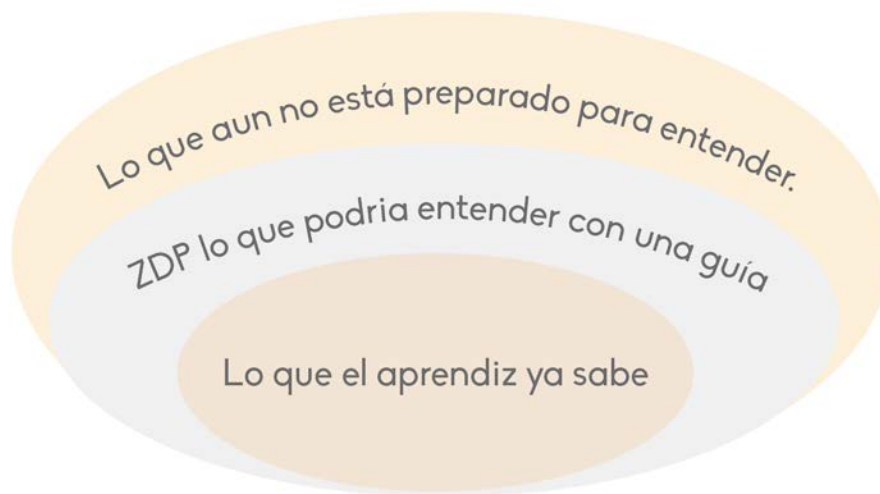 Lo que aun no está preparado para entender.
ZDP lo que podria entender con una guía
Lo que el aprendiz ya sabe